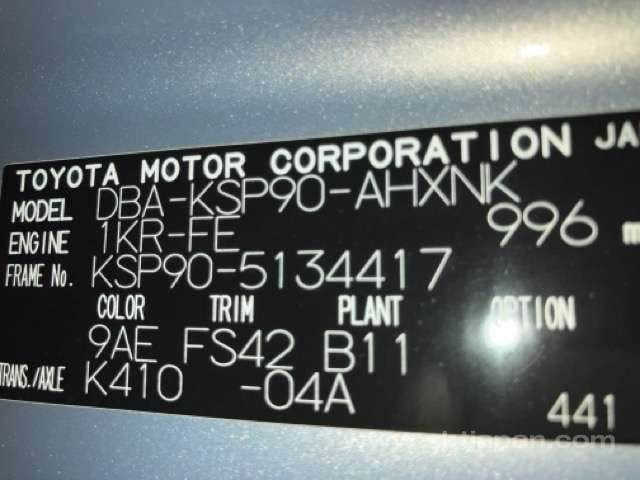 TOYOTA MOTOR CORPORATION JA
MODEL DBA-KSP90-AHXNK
ENGINE 1KR-FE 996 m
FRAME No. KSP90-5134417
COLOR TRIM PLANT OPTION
9AE FS42 B11
TRANS./AXLE K410 -04A
441